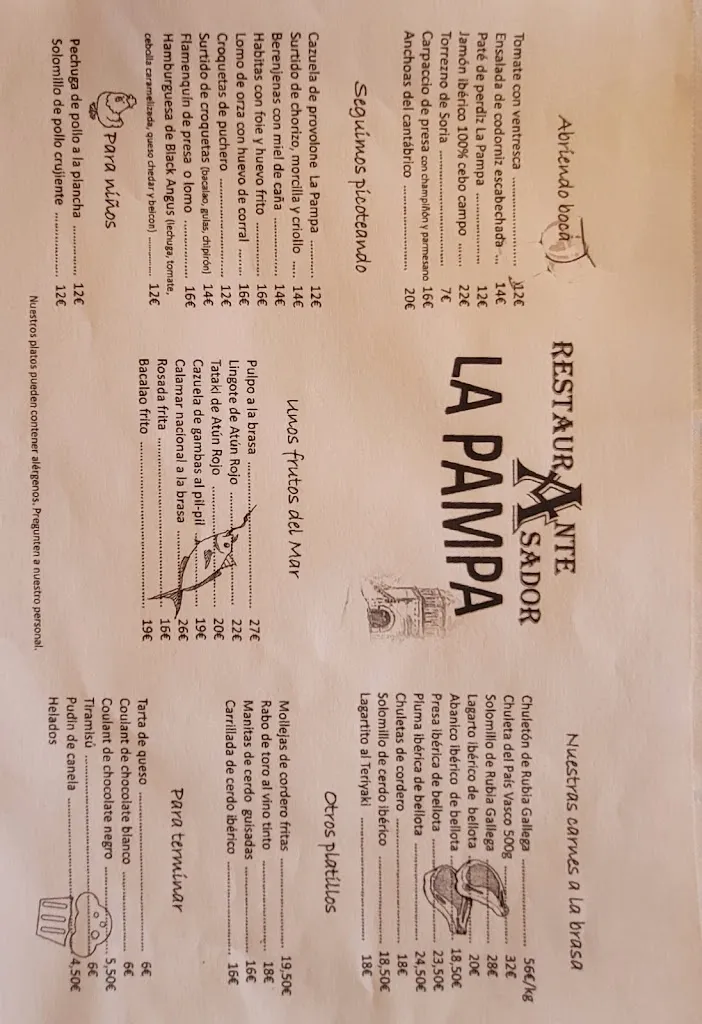 Abriendo boca
Tomate con ventresca 12€
Ensalada de codorniz escabechada 14€
Paté de perdiz La Pampa 12€
Jamón ibérico 100% cebo campo 22€
Torrezno de Soria 7€
Carpaccio de presa con champiñón y parmesano 16€
Anchoas del cantábrico 20€
Seguimos picoteando
Cazuela de provolone La Pampa 12€
Surtido de chorizo, morcilla y criollo 14€
Berenjenas con miel de caña 14€
Habitas con foie y huevo frito 16€
Lomo de orza con huevo de corral 16€
Croquetas de puchero 12€
Surtido de croquetas (bacalao, gulas, chipirón) 14€
Flamenquín de presa o lomo 16€
Hamburguesa de Black Angus (lechuga, tomate,
cebolla caramelizada, queso chedar y beicon) 12€
Para niños
Pechuga de pollo a la plancha 12€
Solomillo de pollo crujiente 12€
RESTAURANTE
ASADOR
LA PAMPA
Unos frutos del Mar
Pulpo a la brasa 27€
Lingote de Atún Rojo 22€
Tataki de Atún Rojo 20€
Cazuela de gambas al pil-pil 19€
Calamar nacional a la brasa 26€
Rosada frita 16€
Bacalao frito 19€
Nuestras carnes a la brasa
Chuletón de Rubia Gallega 56€/kg
Chuleta del País Vasco 500g 32€
Solomillo de Rubia Gallega 28€
Lagarto ibérico de bellota 20€
Abanico ibérico de bellota 18,50€
Presa ibérica de bellota 23,50€
Pluma ibérica de bellota 24,50€
Chuletas de cordero 18€
Solomillo de cerdo ibérico 18,50€
Lagartito al Teriyaki 18€
Otros platillos
Mollejas de cordero fritas 19,50€
Rabo de toro al vino tinto 18€
Manitas de cerdo guisadas 16€
Carrillada de cerdo ibérico 16€
Para terminar
Tarta de queso 6€
Coulant de chocolate blanco 6€
Coulant de chocolate negro 5,50€
Tiramisú 6€
Pudin de canela 4,50€
Helados
Nuestros platos pueden contener alérgenos. Pregunten a nuestro personal.